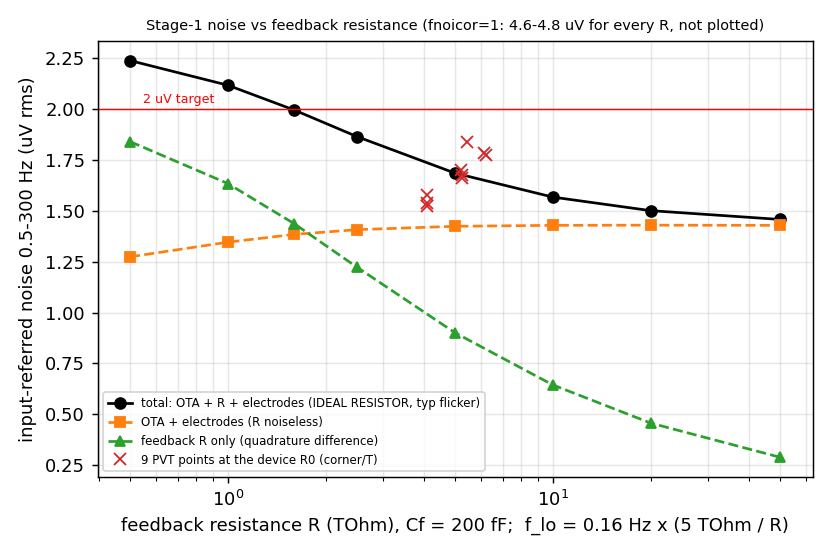 Stage-1 noise vs feedback resistance (fnoicor=1: 4.6-4.8 uV for every R, not plotted)
input-referred noise 0.5-300 Hz (uV rms)
2.25
2.00
1.75
1.50
1.25
1.00
0.75
0.50
0.25
2 uV target
total: OTA + R + electrodes (IDEAL RESISTOR, typ flicker)
OTA + electrodes (R noiseless)
feedback R only (quadrature difference)
9 PVT points at the device R0 (corner/T)
10⁰
10¹
feedback resistance R (TOhm), Cf = 200 fF;  f_lo = 0.16 Hz x (5 TOhm / R)